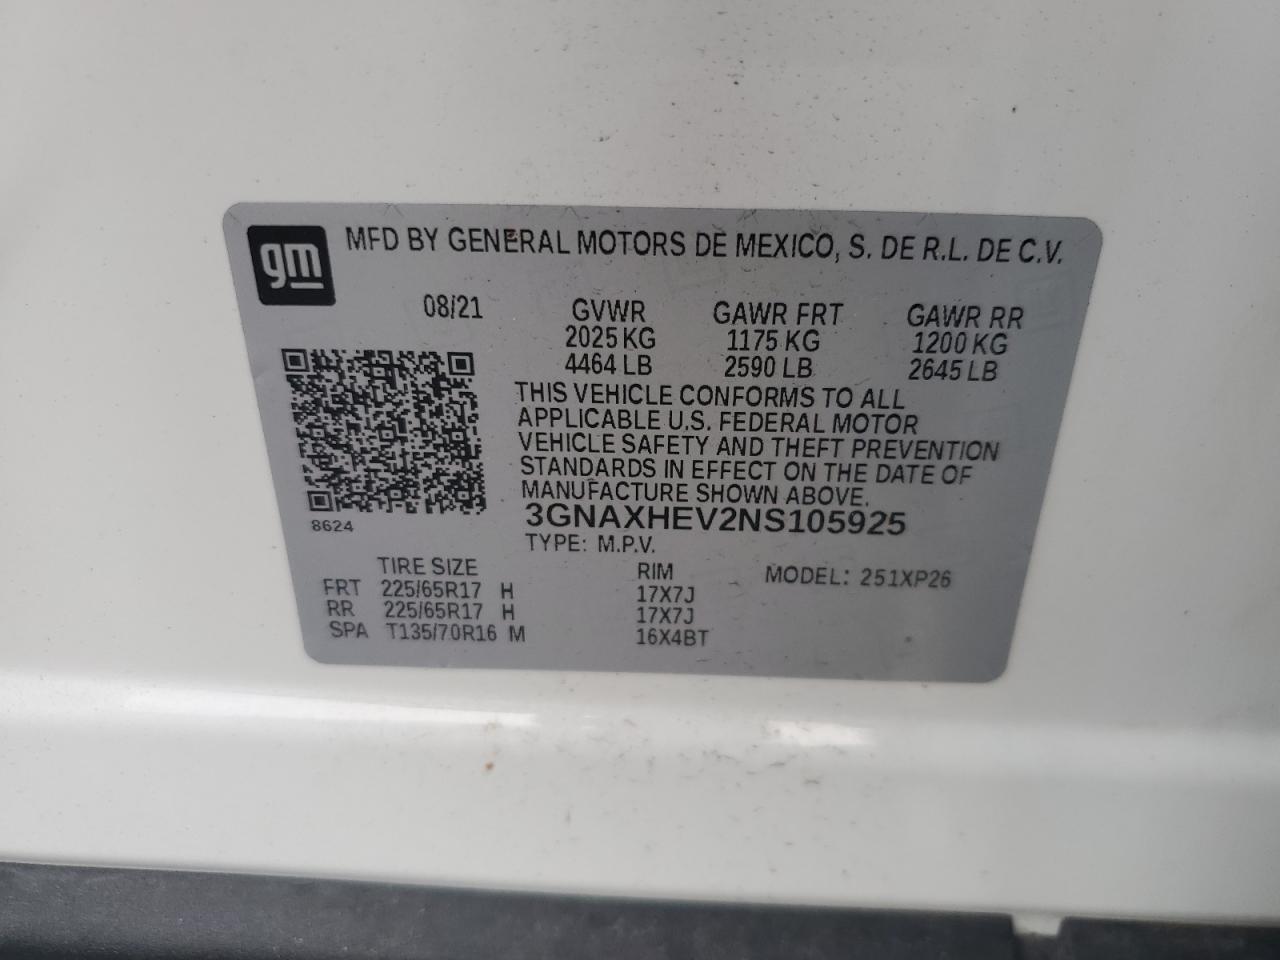 gm
MFD BY GENERAL MOTORS DE MEXICO, S. DE R.L. DE C.V.
08/21 GVWR GAWR FRT GAWR RR
2025 KG 1175 KG 1200 KG
4464 LB 2590 LB 2645 LB
THIS VEHICLE CONFORMS TO ALL
APPLICABLE U.S. FEDERAL MOTOR
VEHICLE SAFETY AND THEFT PREVENTION
STANDARDS IN EFFECT ON THE DATE OF
MANUFACTURE SHOWN ABOVE.
3GNAXHEV2NS105925
8624
TYPE: M.P.V.
TIRE SIZE RIM MODEL: 251XP26
FRT 225/65R17 H 17X7J
RR 225/65R17 H 17X7J
SPA T135/70R16 M 16X4BT